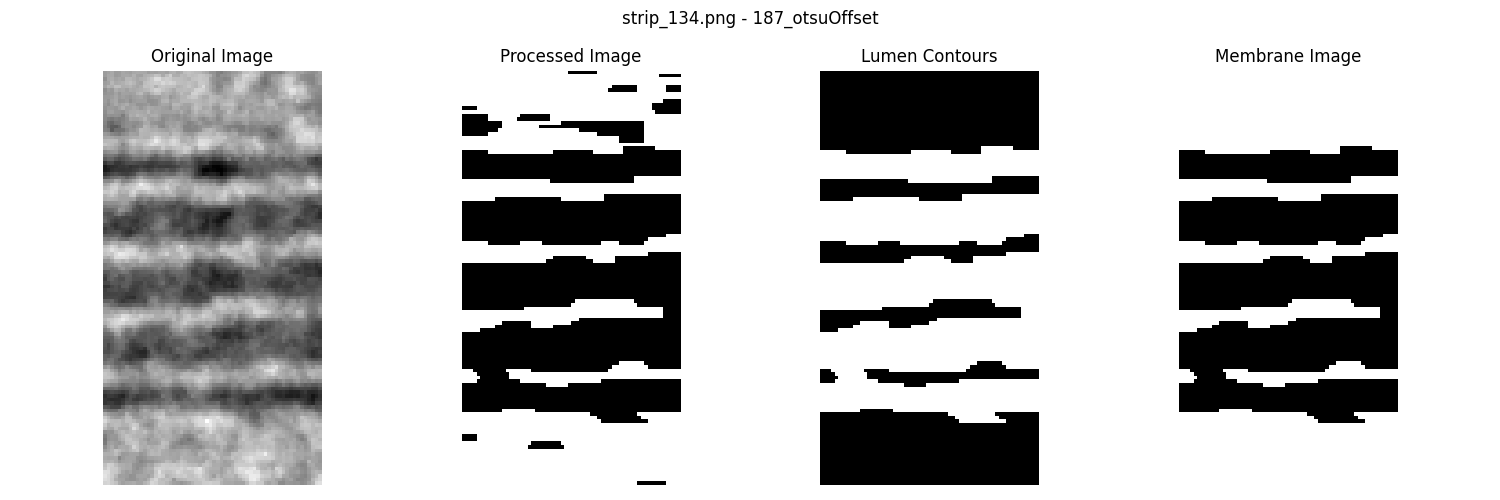 strip_134.png - 187_otsuOffset
Original Image
Processed Image
Lumen Contours
Membrane Image